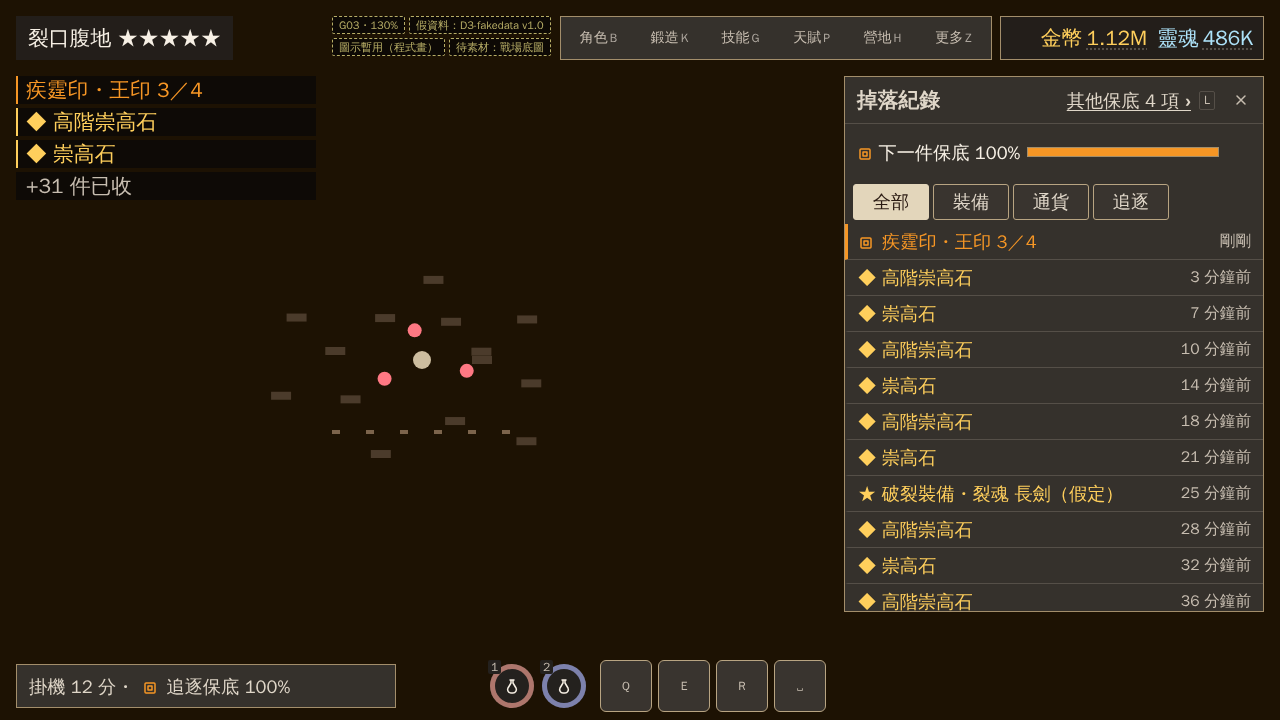 裂口腹地 ★★★★★
G03・130%
假資料：D3-fakedata v1.0
圖示暫用（程式畫）
待素材：戰場底圖
角色B
鍛造K
技能G
天賦P
營地H
更多Z
金幣 1.12M 靈魂 486K
疾霆印・王印 3／4
高階崇高石
崇高石
+31 件已收
掉落紀錄
其他保底 4 項 › L ×
下一件保底 100%
全部
裝備
通貨
追逐
疾霆印・王印 3／4 剛剛
高階崇高石 3 分鐘前
崇高石 7 分鐘前
高階崇高石 10 分鐘前
崇高石 14 分鐘前
高階崇高石 18 分鐘前
崇高石 21 分鐘前
★ 破裂裝備・裂魂 長劍（假定） 25 分鐘前
高階崇高石 28 分鐘前
崇高石 32 分鐘前
高階崇高石 36 分鐘前
掛機 12 分・ 追逐保底 100%
1
2
Q
E
R